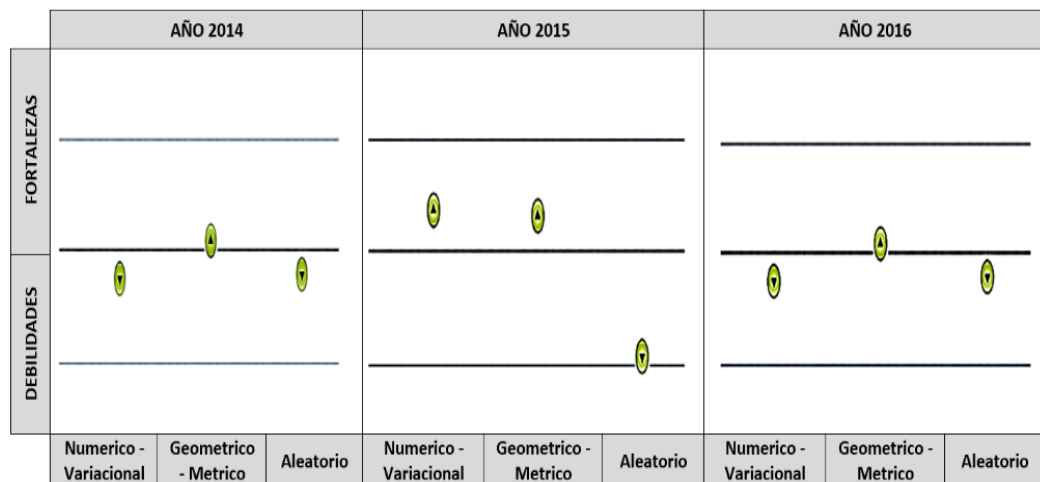 AÑO 2014
AÑO 2015
AÑO 2016
FORTALEZAS
DEBILIDADES
Numerico -
Variacional
Geometrico
- Metrico
Aleatorio
Numerico -
Variacional
Geometrico -
Metrico
Aleatorio
Numerico -
Variacional
Geometrico -
Metrico
Aleatorio